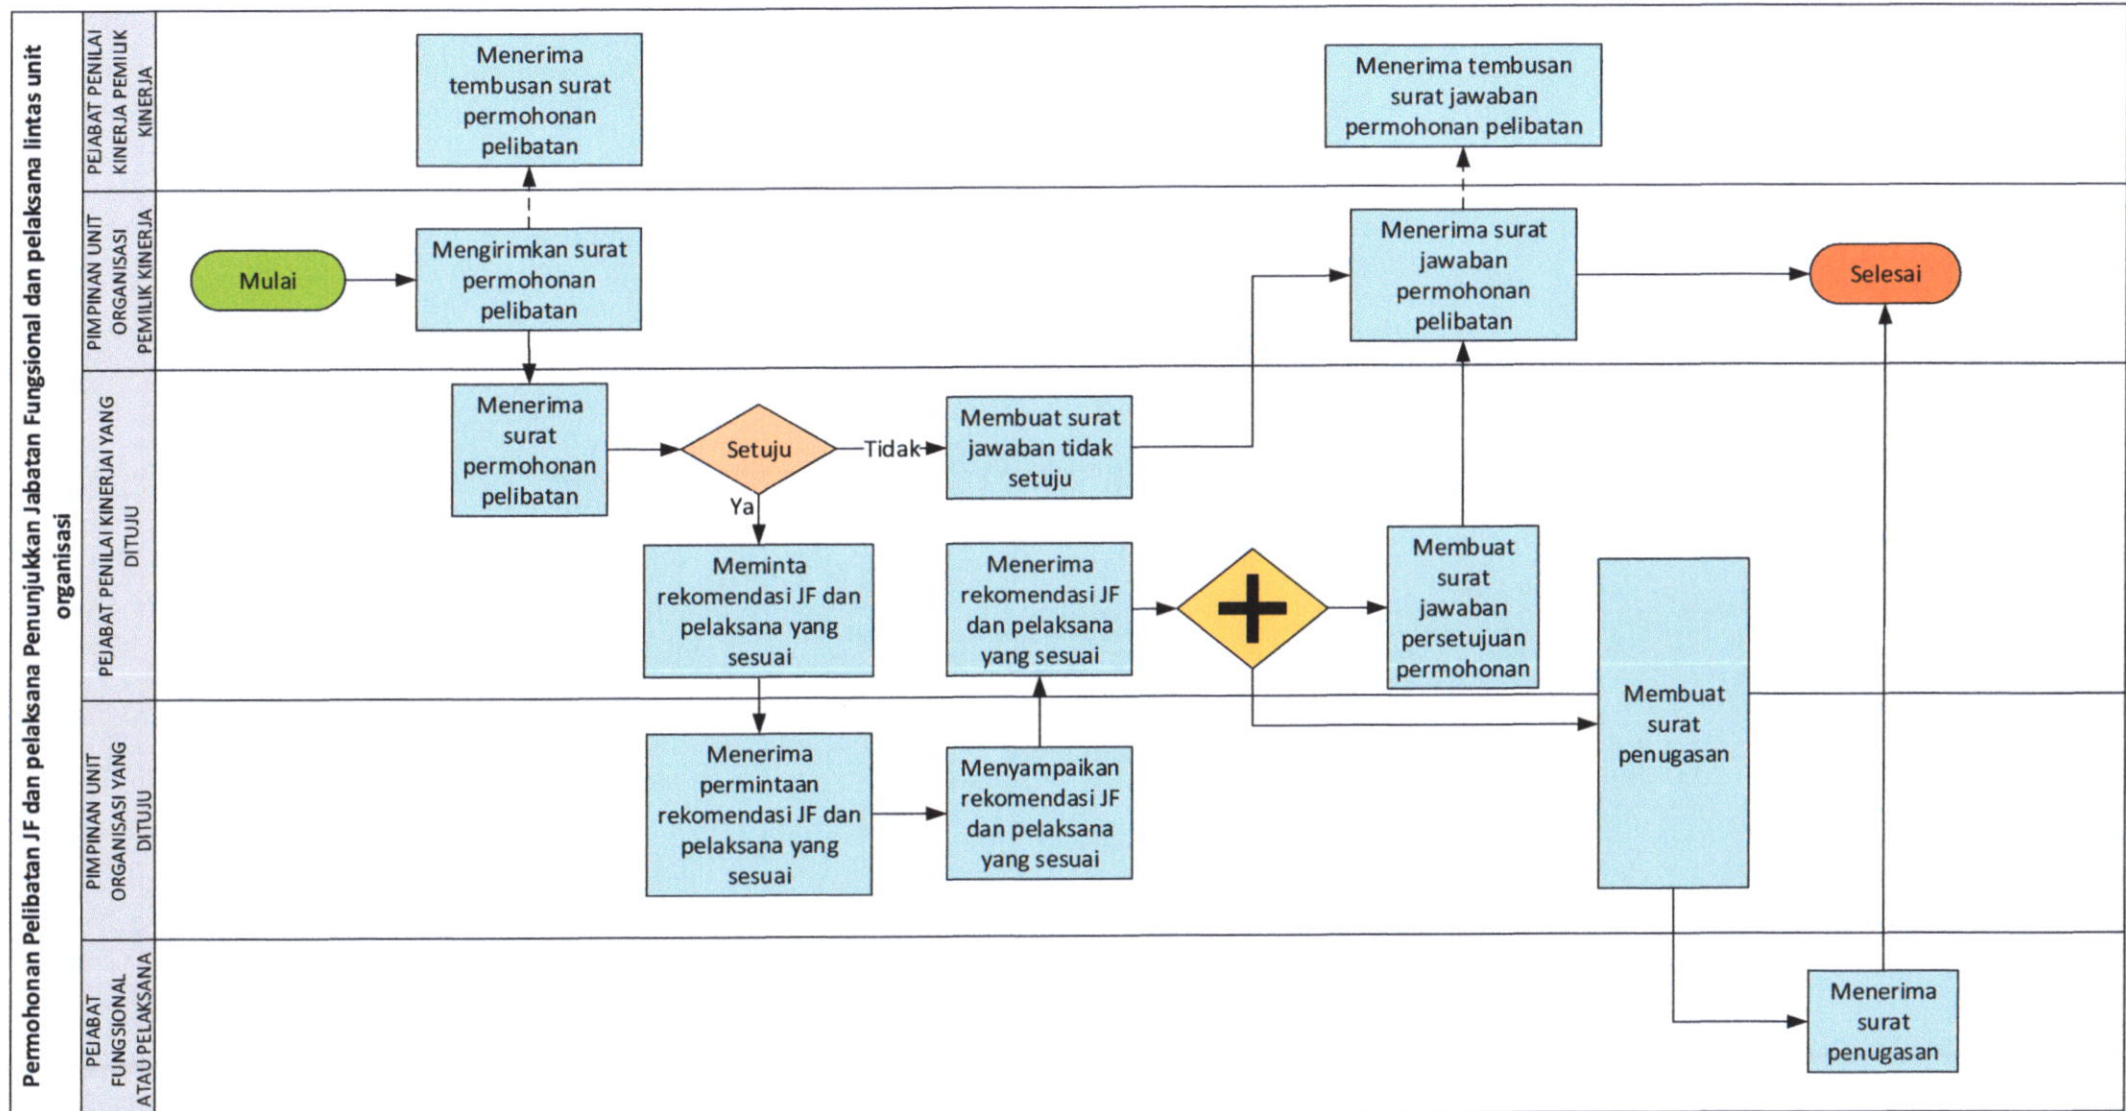 Permohonan Pelibatan JF dan pelaksana Penunjukkan Jabatan Fungsional dan pelaksana lintas unit
organisasi
PEJABAT PENILAI
KINERJA PEMIUK
KINERJA
Menerima
tembusan surat
permohonan
pelibatan
Menerima tembusan
surat jawaban
permohonan pelibatan
PIMPINAN UNIT
ORGANISASI
PEMILIK KINERJA
Mulai
Mengirimkan surat
permohonan
pelibatan
Menerima surat
jawaban
permohonan
pelibatan
Selesai
PEJABAT PENILAI KINERJAI YANG
DITUJU
Menerima
surat
permohonan
pelibatan
Setuju
Tidak
Ya
Membuat surat
jawaban tidak
setuju
Meminta
rekomendasi JF dan
pelaksana yang
sesuai
Menerima
rekomendasi JF
dan pelaksana
yang sesuai
Membuat
surat
jawaban
persetujuan
permohonan
Membuat
surat
penugasan
PIMPINAN UNIT
ORGANISASI YANG
DITUJU
Menerima
permintaan
rekomendasi JF dan
pelaksana yang
sesuai
Menyampaikan
rekomendasi JF
dan pelaksana
yang sesuai
PEJABAT
FUNGSIONAL
ATAU PELAKSANA
Menerima
surat
penugasan